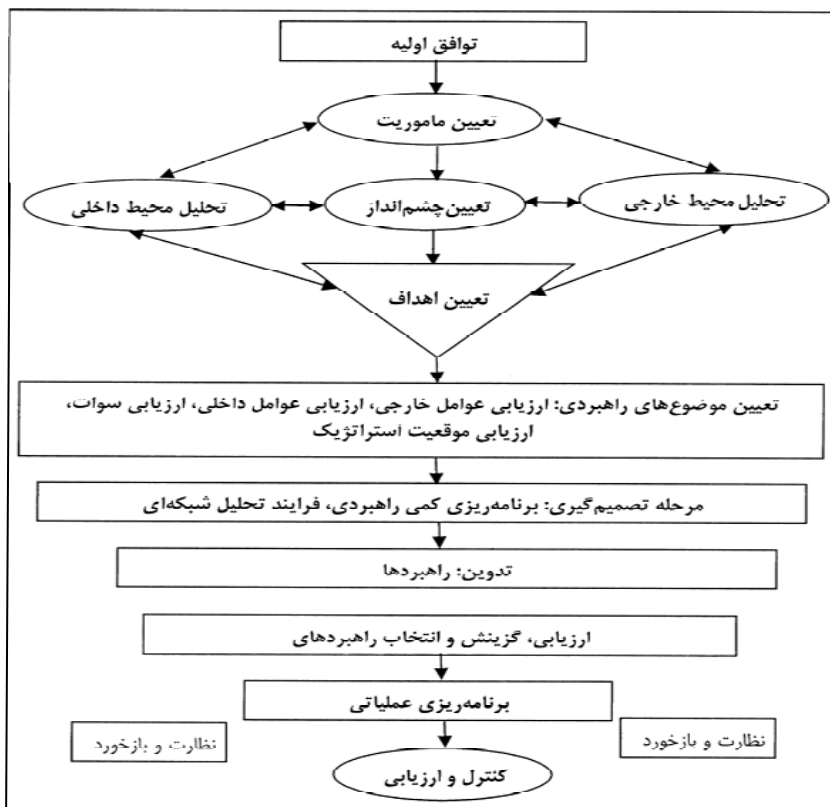 توافق اولیه
تعیین ماموریت
تحلیل محیط خارجی
تعیین چشم‌انداز
تحلیل محیط داخلی
تعیین اهداف
تعیین موضوع‌های راهبردی: ارزیابی عوامل خارجی، ارزیابی عوامل داخلی، ارزیابی سوات،
ارزیابی موقعیت استراتژیک
مرحله تصمیم‌گیری: برنامه‌ریزی کمی راهبردی، فرایند تحلیل شبکه‌ای
تدوین: راهبردها
ارزیابی، گزینش و انتخاب راهبردهای
برنامه‌ریزی عملیاتی
نظارت و بازخورد
نظارت و بازخورد
کنترل و ارزیابی